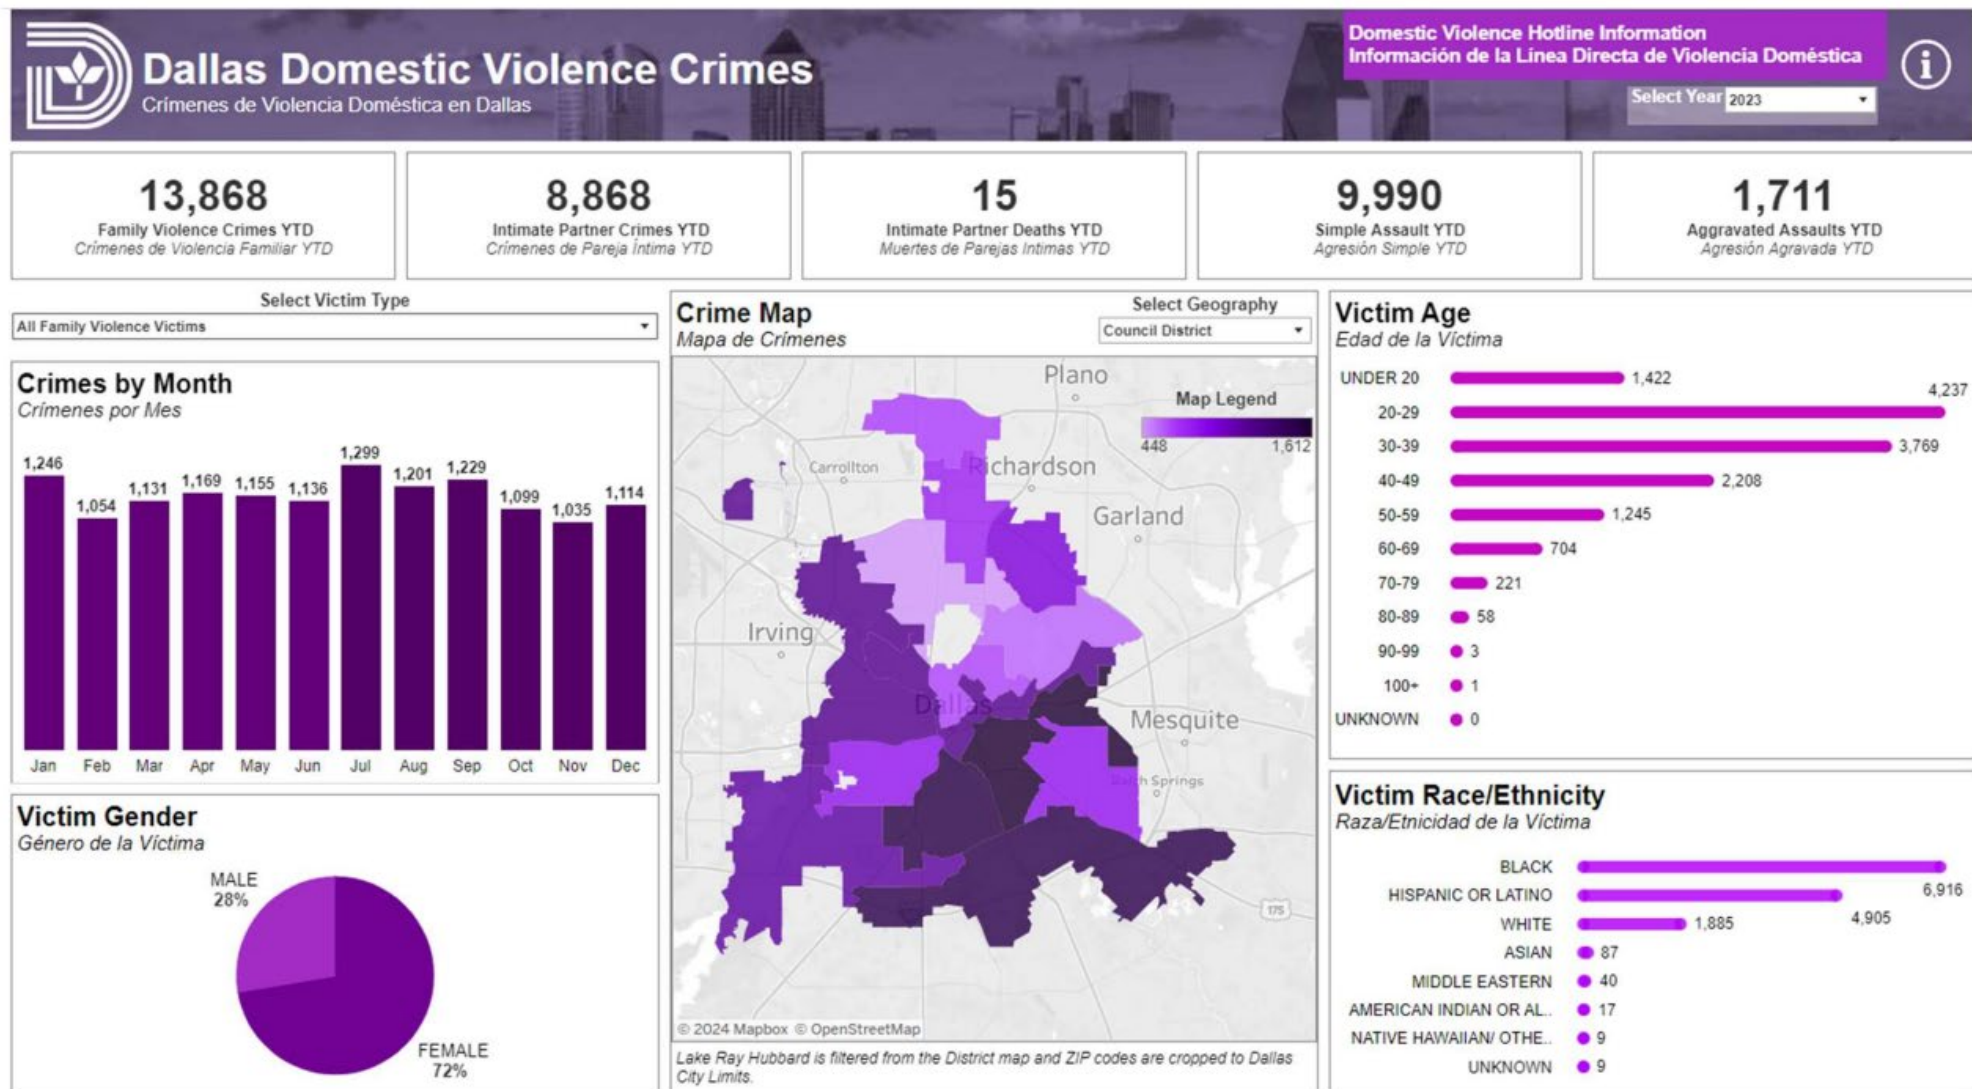 Dallas Domestic Violence Crimes
Crímenes de Violencia Doméstica en Dallas
Domestic Violence Hotline Information
Información de la Línea Directa de Violencia Doméstica
Select Year 2023
13,868
Family Violence Crimes YTD
Crímenes de Violencia Familiar YTD
8,868
Intimate Partner Crimes YTD
Crímenes de Pareja Íntima YTD
15
Intimate Partner Deaths YTD
Muertes de Parejas Intimas YTD
9,990
Simple Assault YTD
Agresión Simple YTD
1,711
Aggravated Assaults YTD
Agresión Agravada YTD
Select Victim Type
All Family Violence Victims
Crimes by Month
Crímenes por Mes
1,246
1,054
1,131
1,169
1,155
1,136
1,299
1,201
1,229
1,099
1,035
1,114
Jan Feb Mar Apr May Jun Jul Aug Sep Oct Nov Dec
Victim Gender
Género de la Víctima
MALE
28%
FEMALE
72%
Crime Map
Mapa de Crímenes
Select Geography
Council District
Map Legend
448 1,612
Plano
Carrollton
Richardson
Garland
Irving
Dallas
Mesquite
Springs
175
© 2024 Mapbox © OpenStreetMap
Lake Ray Hubbard is filtered from the District map and ZIP codes are cropped to Dallas
City Limits.
Victim Age
Edad de la Víctima
UNDER 20 1,422
20-29 4,237
30-39 3,769
40-49 2,208
50-59 1,245
60-69 704
70-79 221
80-89 58
90-99 3
100+ 1
UNKNOWN 0
Victim Race/Ethnicity
Raza/Etnicidad de la Víctima
BLACK 6,916
HISPANIC OR LATINO 4,905
WHITE 1,885
ASIAN 87
MIDDLE EASTERN 40
AMERICAN INDIAN OR AL.. 17
NATIVE HAWAIIAN/ OTHE.. 9
UNKNOWN 9